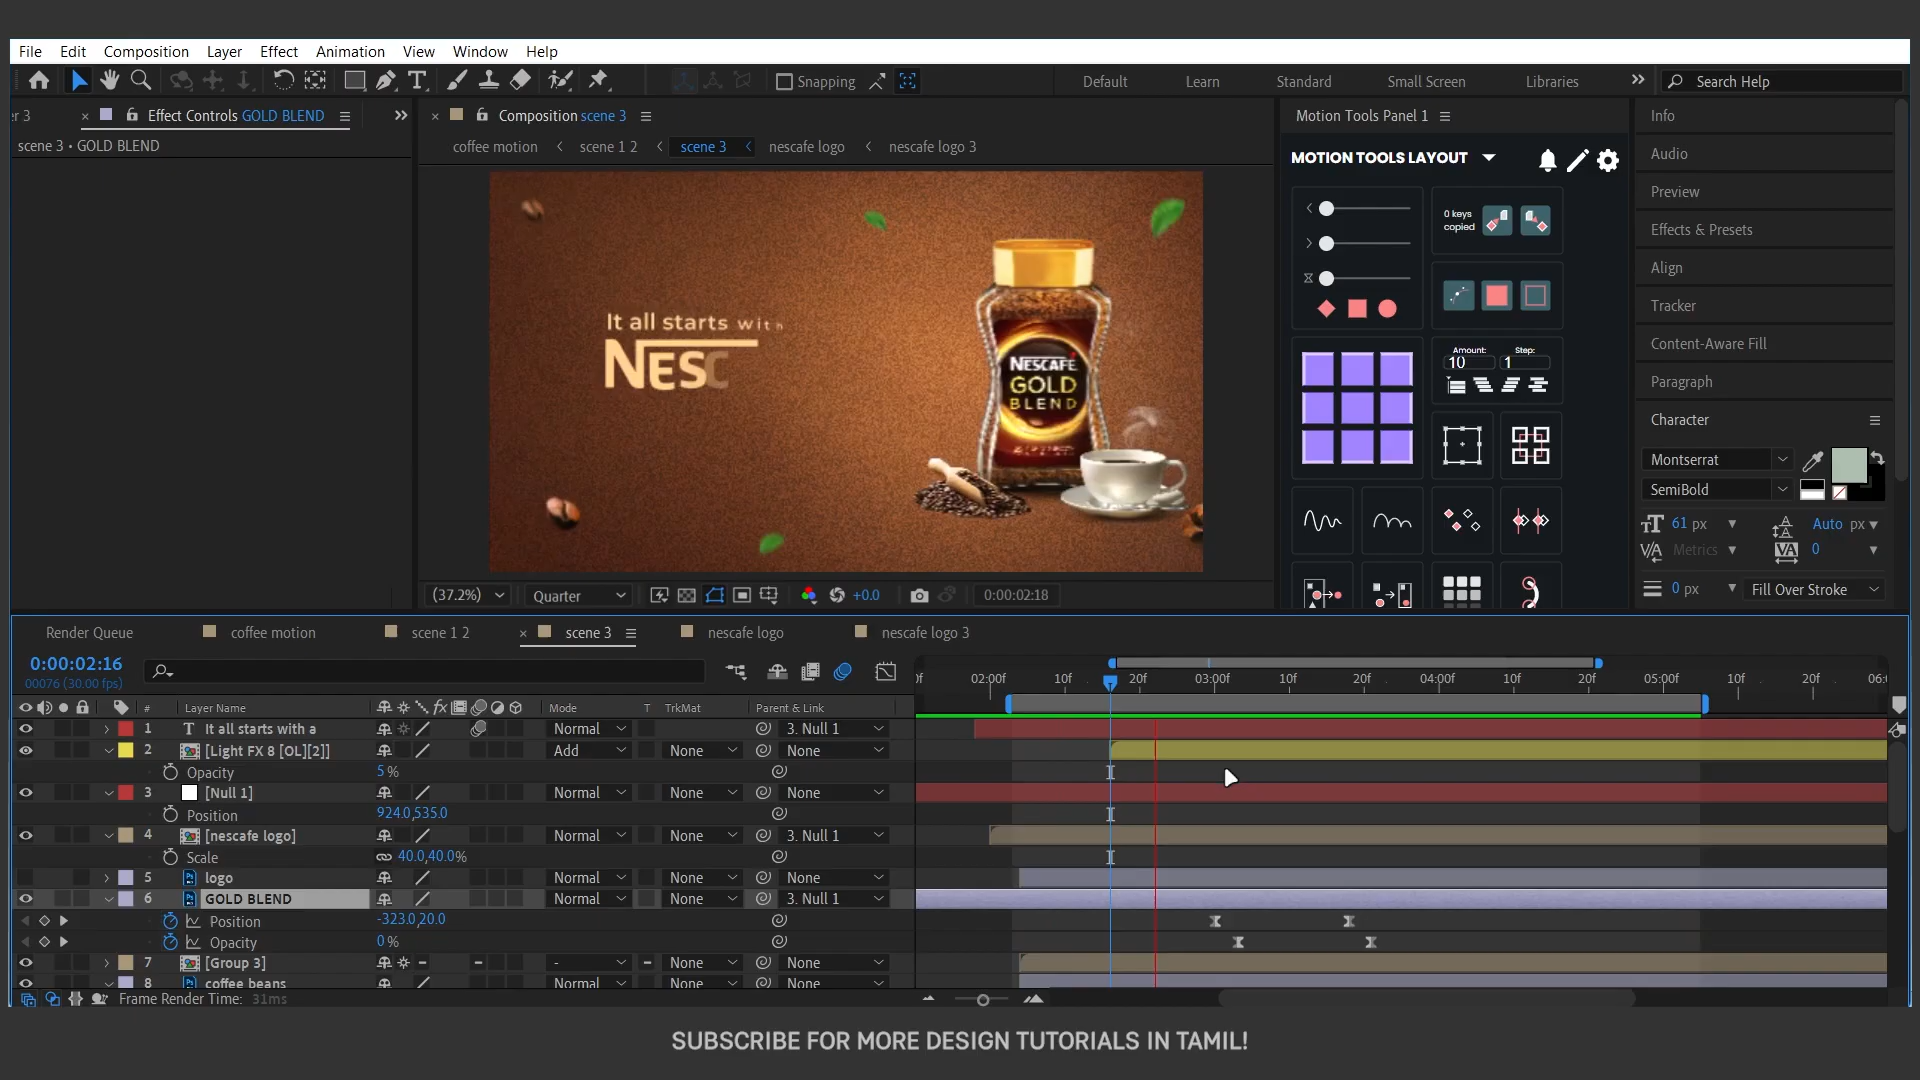 File Edit Composition Layer Effect Animation View Window Help
Snapping Default Learn Standard Small Screen Libraries Search Help
er 3 × Effect Controls GOLD BLEND
scene 3 • GOLD BLEND
× Composition scene 3
coffee motion < scene 1 2 < scene 3 < nescafe logo < nescafe logo 3
It all starts with
NESC
NESCAFÉ
GOLD
BLEND
(37.2%) Quarter +0.0 0:00:02:18
Motion Tools Panel 1
MOTION TOOLS LAYOUT
0 keys
copied
Amount: Step:
10 1
Info
Audio
Preview
Effects & Presets
Align
Tracker
Content-Aware Fill
Paragraph
Character
Montserrat
SemiBold
61 px Auto px
Metrics 0
0 px Fill Over Stroke
Render Queue coffee motion scene 1 2 × scene 3 nescafe logo nescafe logo 3
0:00:02:16
00076 (30.00 fps)
02:00f 10f 20f 03:00f 10f 20f 04:00f 10f 20f 05:00f 10f 20f 06:
# Layer Name fx Mode T TrkMat Parent & Link
1 T It all starts with a Normal 3. Null 1
2 [Light FX 8 [OL][2]] Add None None
Opacity 5 %
3 [Null 1] Normal None None
Position 924.0,535.0
4 [nescafe logo] Normal None 3. Null 1
Scale 40.0,40.0%
5 logo Normal None None
6 GOLD BLEND Normal None 3. Null 1
Position -323.0,20.0
Opacity 0 %
7 [Group 3] - None None
8 coffee beans Normal None None
Frame Render Time: 31ms
SUBSCRIBE FOR MORE DESIGN TUTORIALS IN TAMIL!